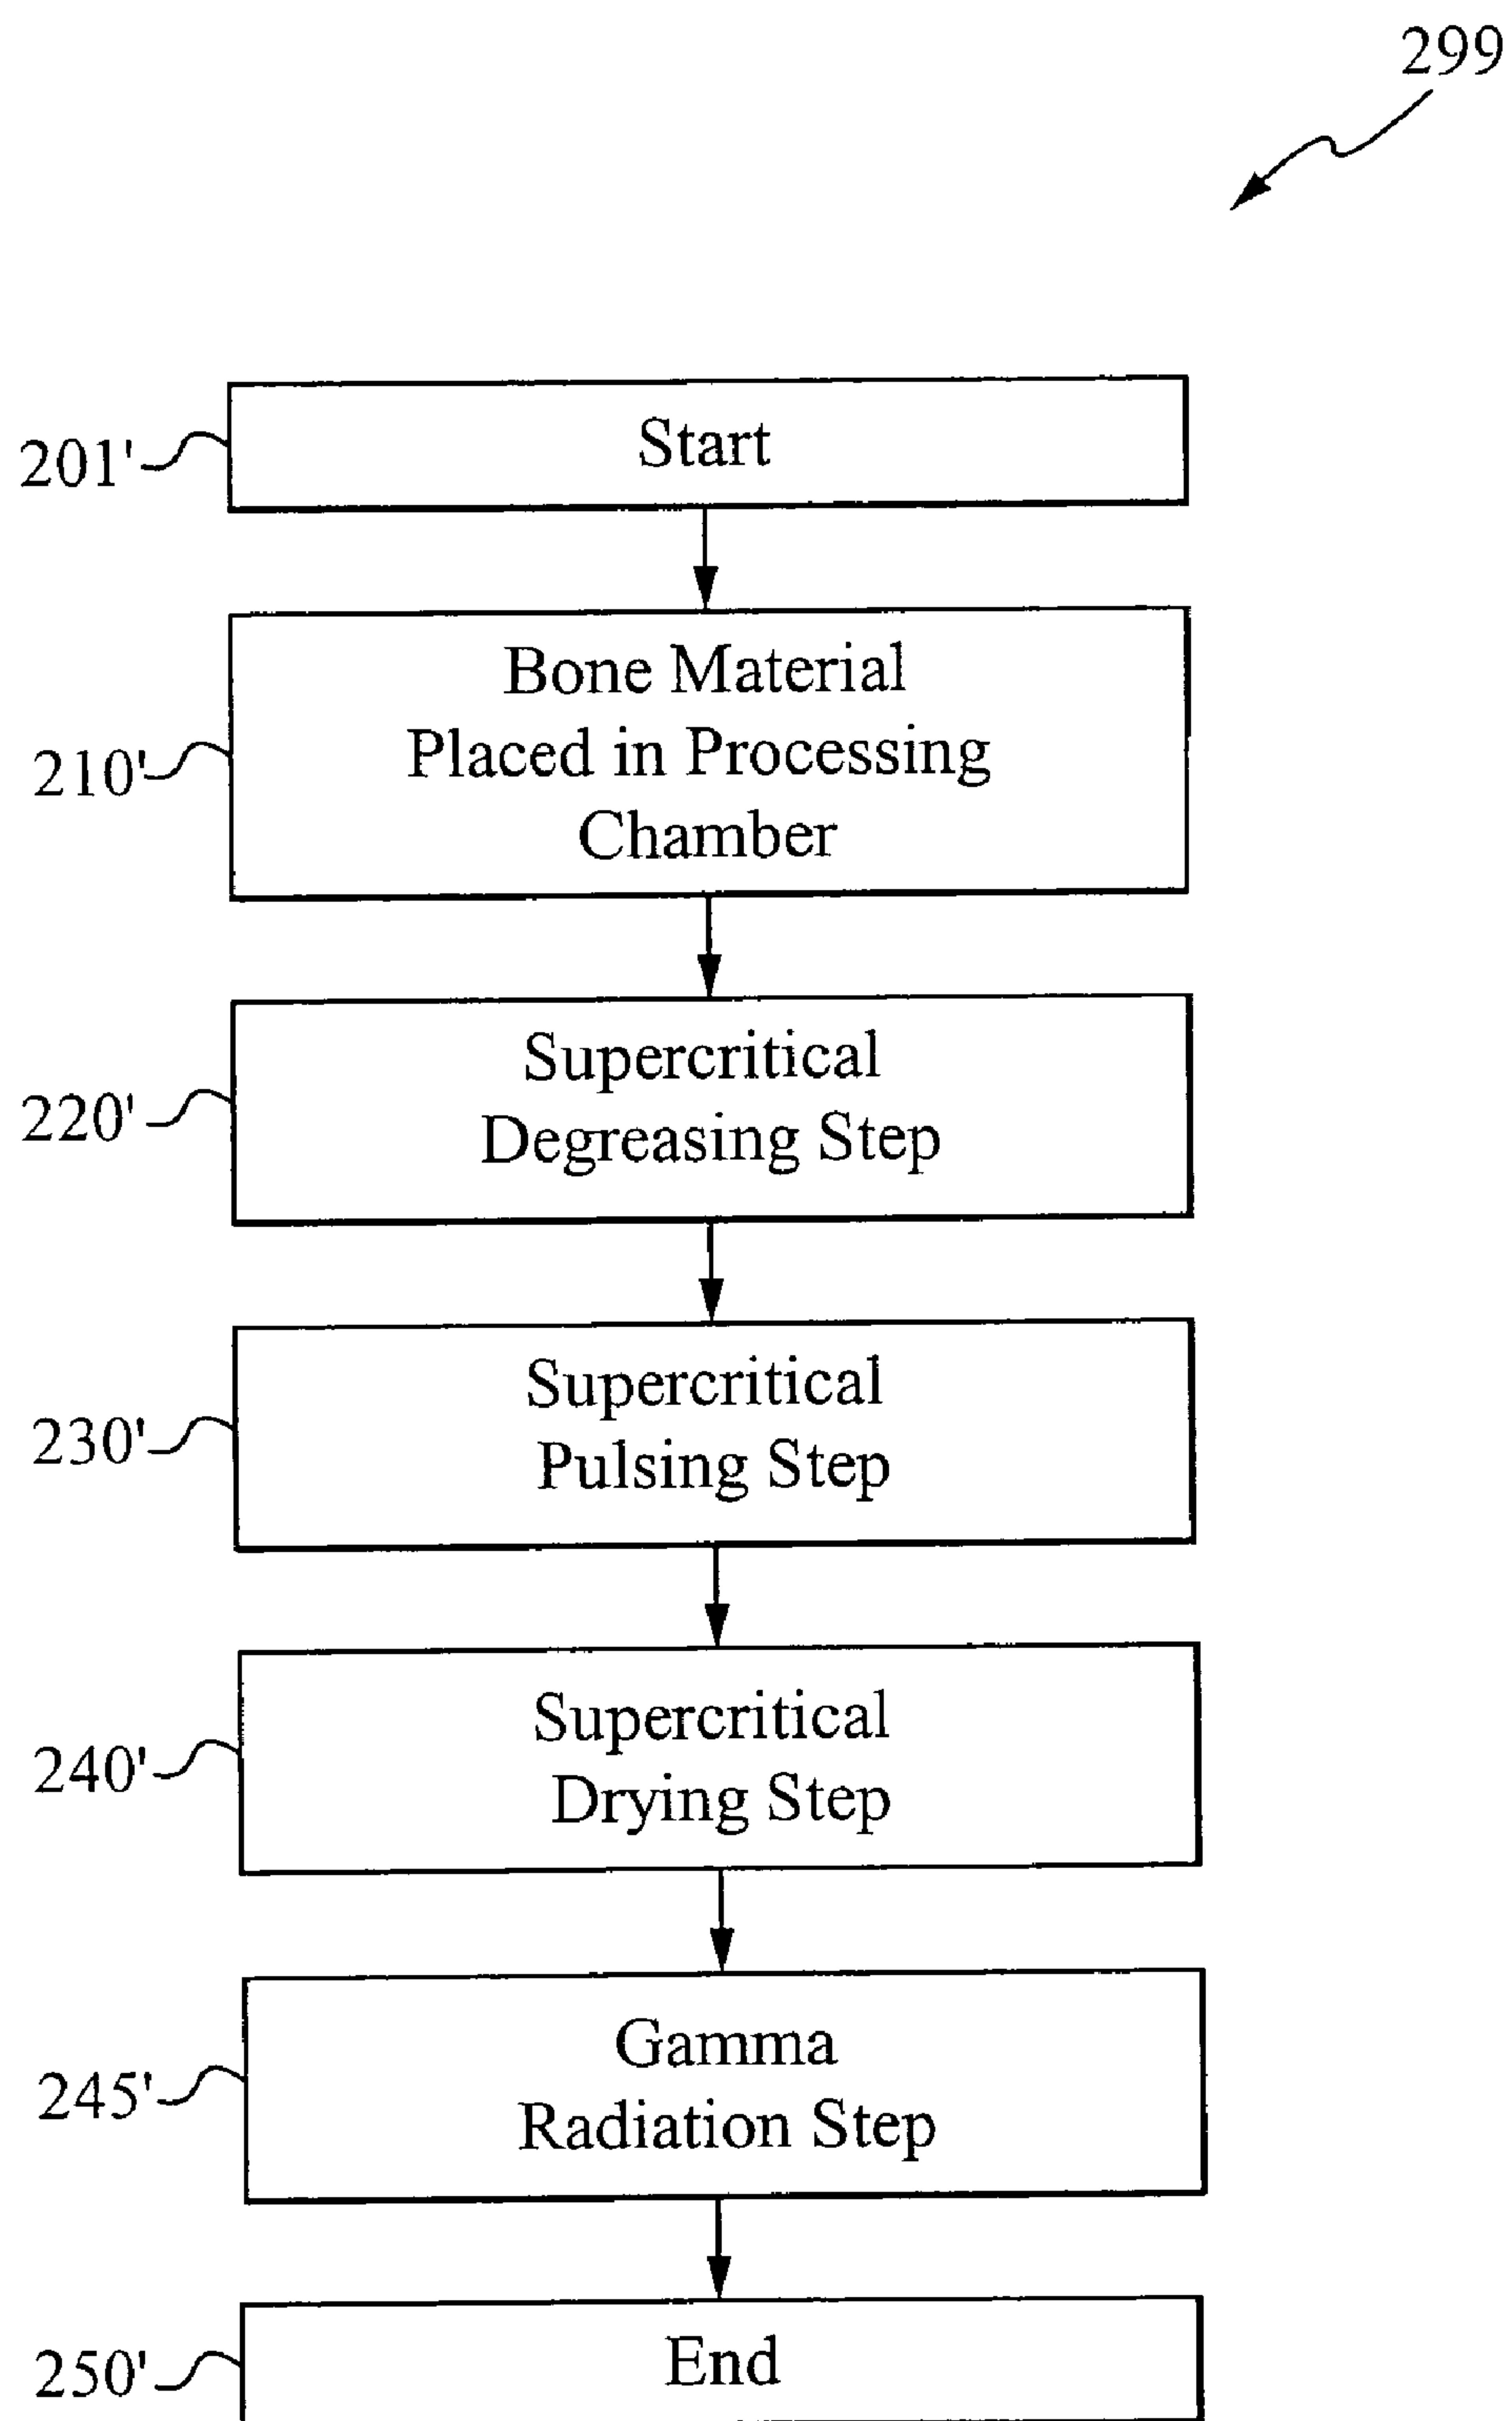 299
201'
Start
210'
Bone Material
Placed in Processing
Chamber
220'
Supercritical
Degreasing Step
230'
Supercritical
Pulsing Step
240'
Supercritical
Drying Step
245'
Gamma
Radiation Step
250'
End